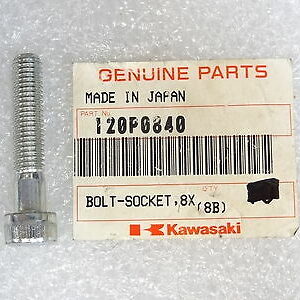 GENUINE PARTS
MADE IN JAPAN
PART. No.
120P0840
BOLT-SOCKET,8X
QTY
(8B)
Kawasaki